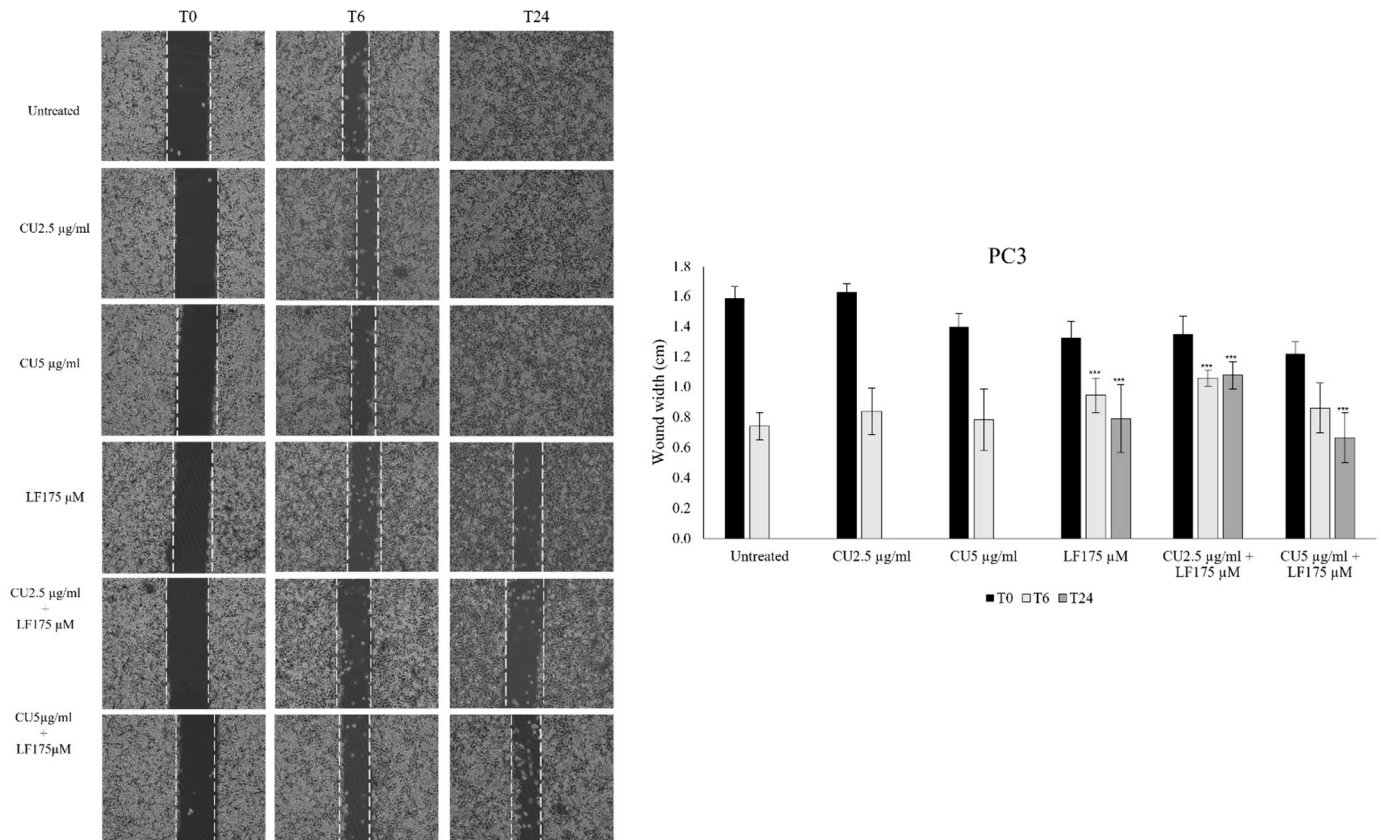 T0 T6 T24
Untreated
CU2.5 µg/ml
CU5 µg/ml
LF175 µM
CU2.5 µg/ml
+
LF175 µM
CU5µg/ml
+
LF175µM
PC3
Wound width (cm)
1.8
1.6
1.4
1.2
1.0
0.8
0.6
0.4
0.2
0.0
*** *** *** *** ***
Untreated CU2.5 µg/ml CU5 µg/ml LF175 µM CU2.5 µg/ml + CU5 µg/ml +
LF175 µM LF175 µM
T0 T6 T24